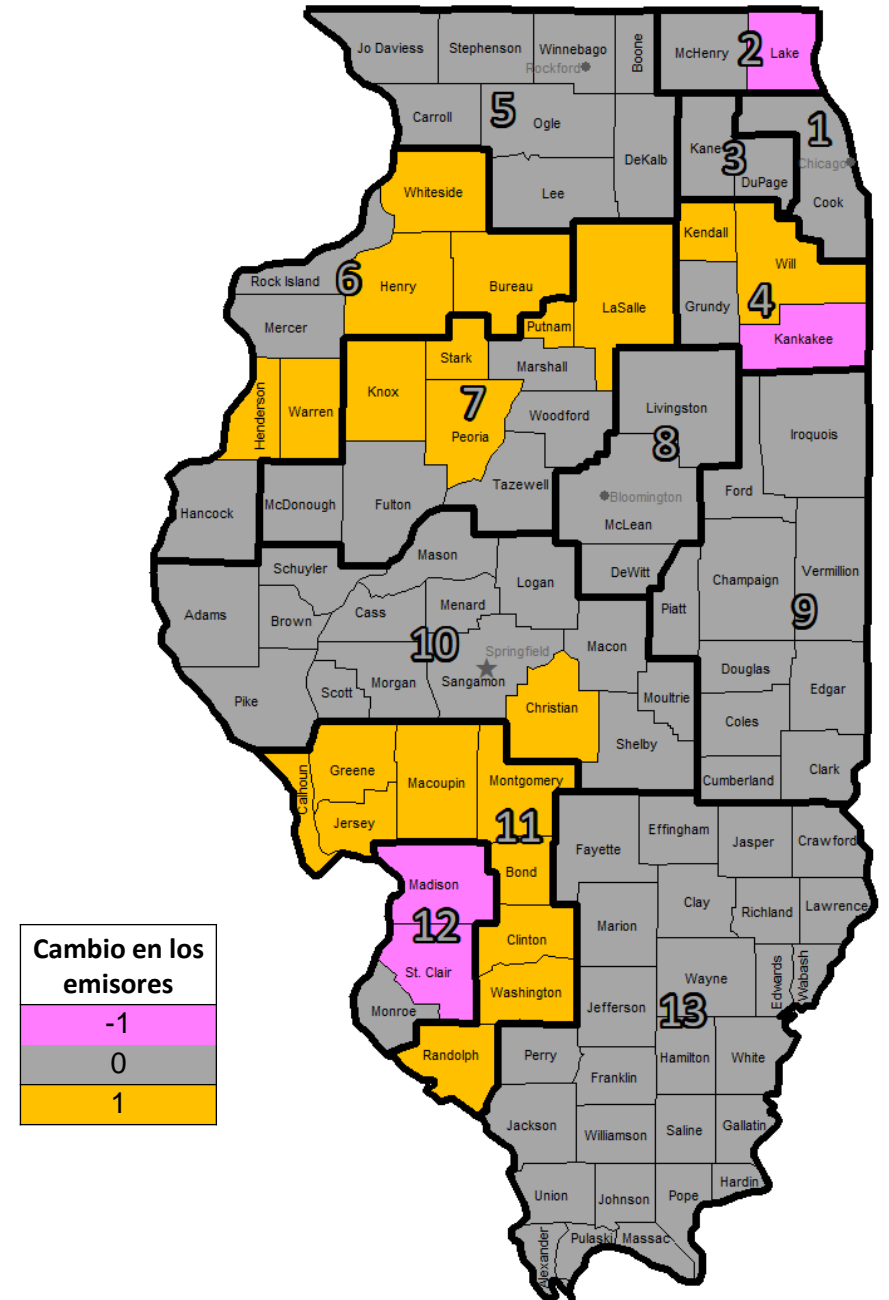 Jo Daviess
Stephenson
Winnebago
Boone
McHenry
2
Lake
Rockford
Carroll
5
Ogle
DeKalb
Kane
3
1
Chicago
DuPage
Cook
Lee
Whiteside
Kendall
Will
Rock Island
6
Henry
Bureau
LaSalle
Grundy
4
Mercer
Putnam
Kankakee
Stark
Marshall
Henderson
Warren
Knox
7
Peoria
Woodford
Livingston
8
Iroquois
Hancock
McDonough
Fulton
Tazewell
Bloomington
McLean
Ford
Mason
Schuyler
Logan
DeWitt
Champaign
Vermillion
Adams
Brown
Cass
Menard
Piatt
9
10
Springfield
Macon
Pike
Scott
Morgan
Sangamon
Christian
Moultrie
Douglas
Edgar
Shelby
Coles
Cumberland
Clark
Calhoun
Greene
Jersey
Macoupin
Montgomery
11
Fayette
Effingham
Jasper
Crawford
Madison
Bond
Clay
Richland
Lawrence
12
Marion
Clinton
St. Clair
Wayne
Edwards
Wabash
Monroe
Washington
Jefferson
13
Randolph
Perry
Hamilton
White
Franklin
Jackson
Williamson
Saline
Gallatin
Union
Johnson
Pope
Hardin
Alexander
Pulaski
Massac
Cambio en los
emisores
-1
0
1